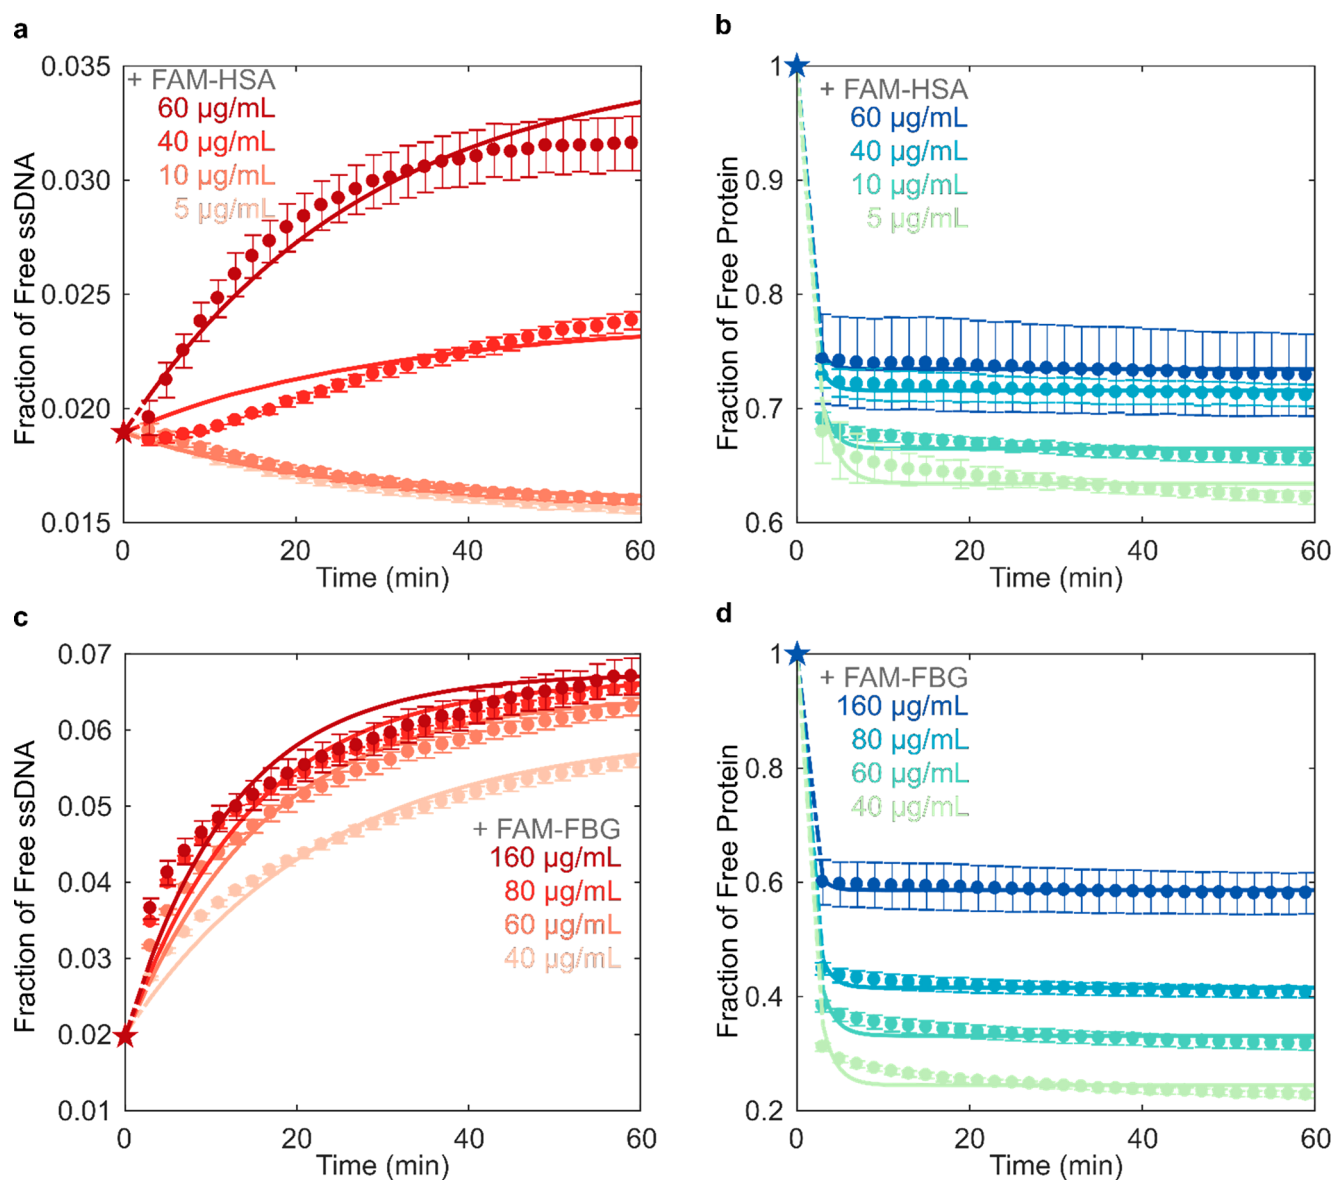 a
0.035
0.030
0.025
0.020
0.015
Fraction of Free ssDNA
+ FAM-HSA
60 µg/mL
40 µg/mL
10 µg/mL
5 µg/mL
0
20
40
60
Time (min)
b
1
0.9
0.8
0.7
0.6
Fraction of Free Protein
+ FAM-HSA
60 µg/mL
40 µg/mL
10 µg/mL
5 µg/mL
0
20
40
60
Time (min)
c
0.07
0.06
0.05
0.04
0.03
0.02
0.01
Fraction of Free ssDNA
+ FAM-FBG
160 µg/mL
80 µg/mL
60 µg/mL
40 µg/mL
0
20
40
60
Time (min)
d
1
0.8
0.6
0.4
0.2
Fraction of Free Protein
+ FAM-FBG
160 µg/mL
80 µg/mL
60 µg/mL
40 µg/mL
0
20
40
60
Time (min)